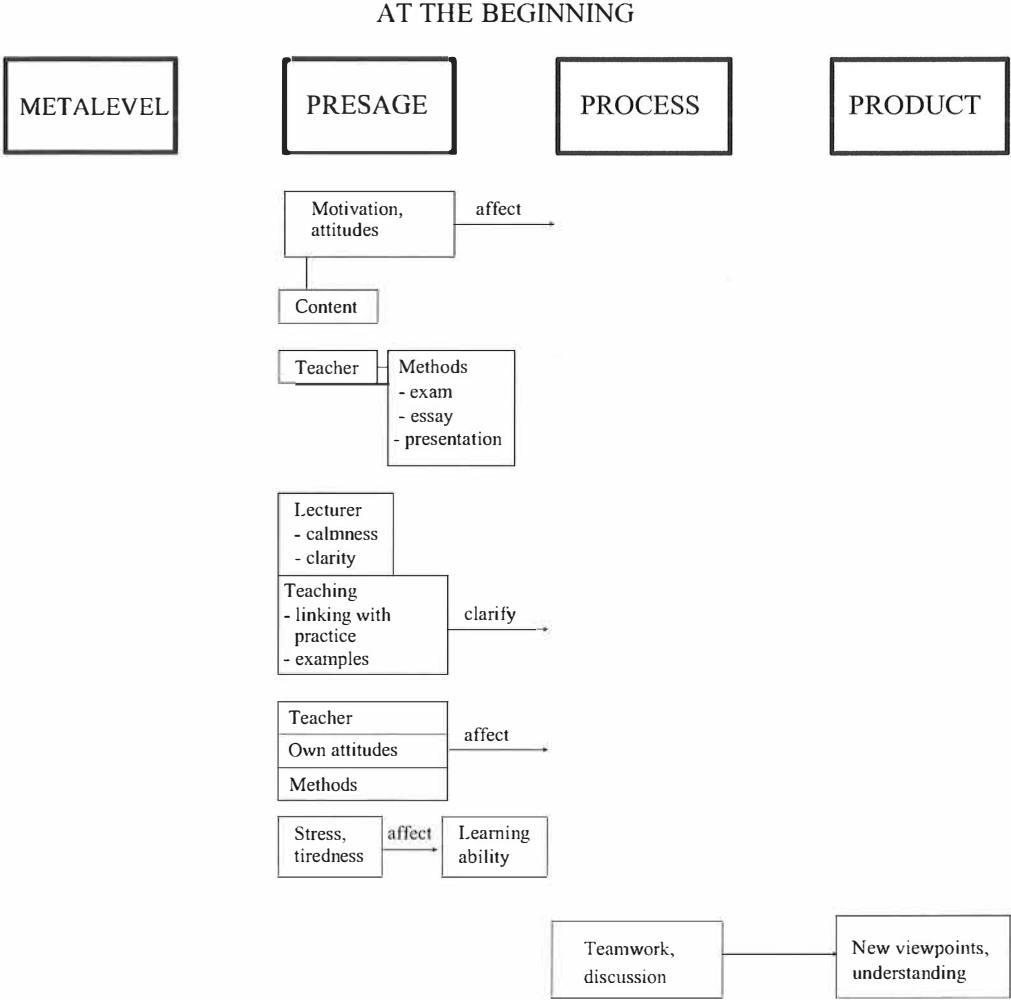 AT THE BEGINNING
METALEVEL
PRESAGE
PROCESS
PRODUCT
Motivation,
attitudes
affect
Content
Teacher
Methods
- exam
- essay
- presentation
Lecturer
- calmness
- clarity
Teaching
- linking with
practice
- examples
clarify
Teacher
Own attitudes
Methods
affect
Stress,
tiredness
affect
Learning
ability
Teamwork,
discussion
New viewpoints,
understanding